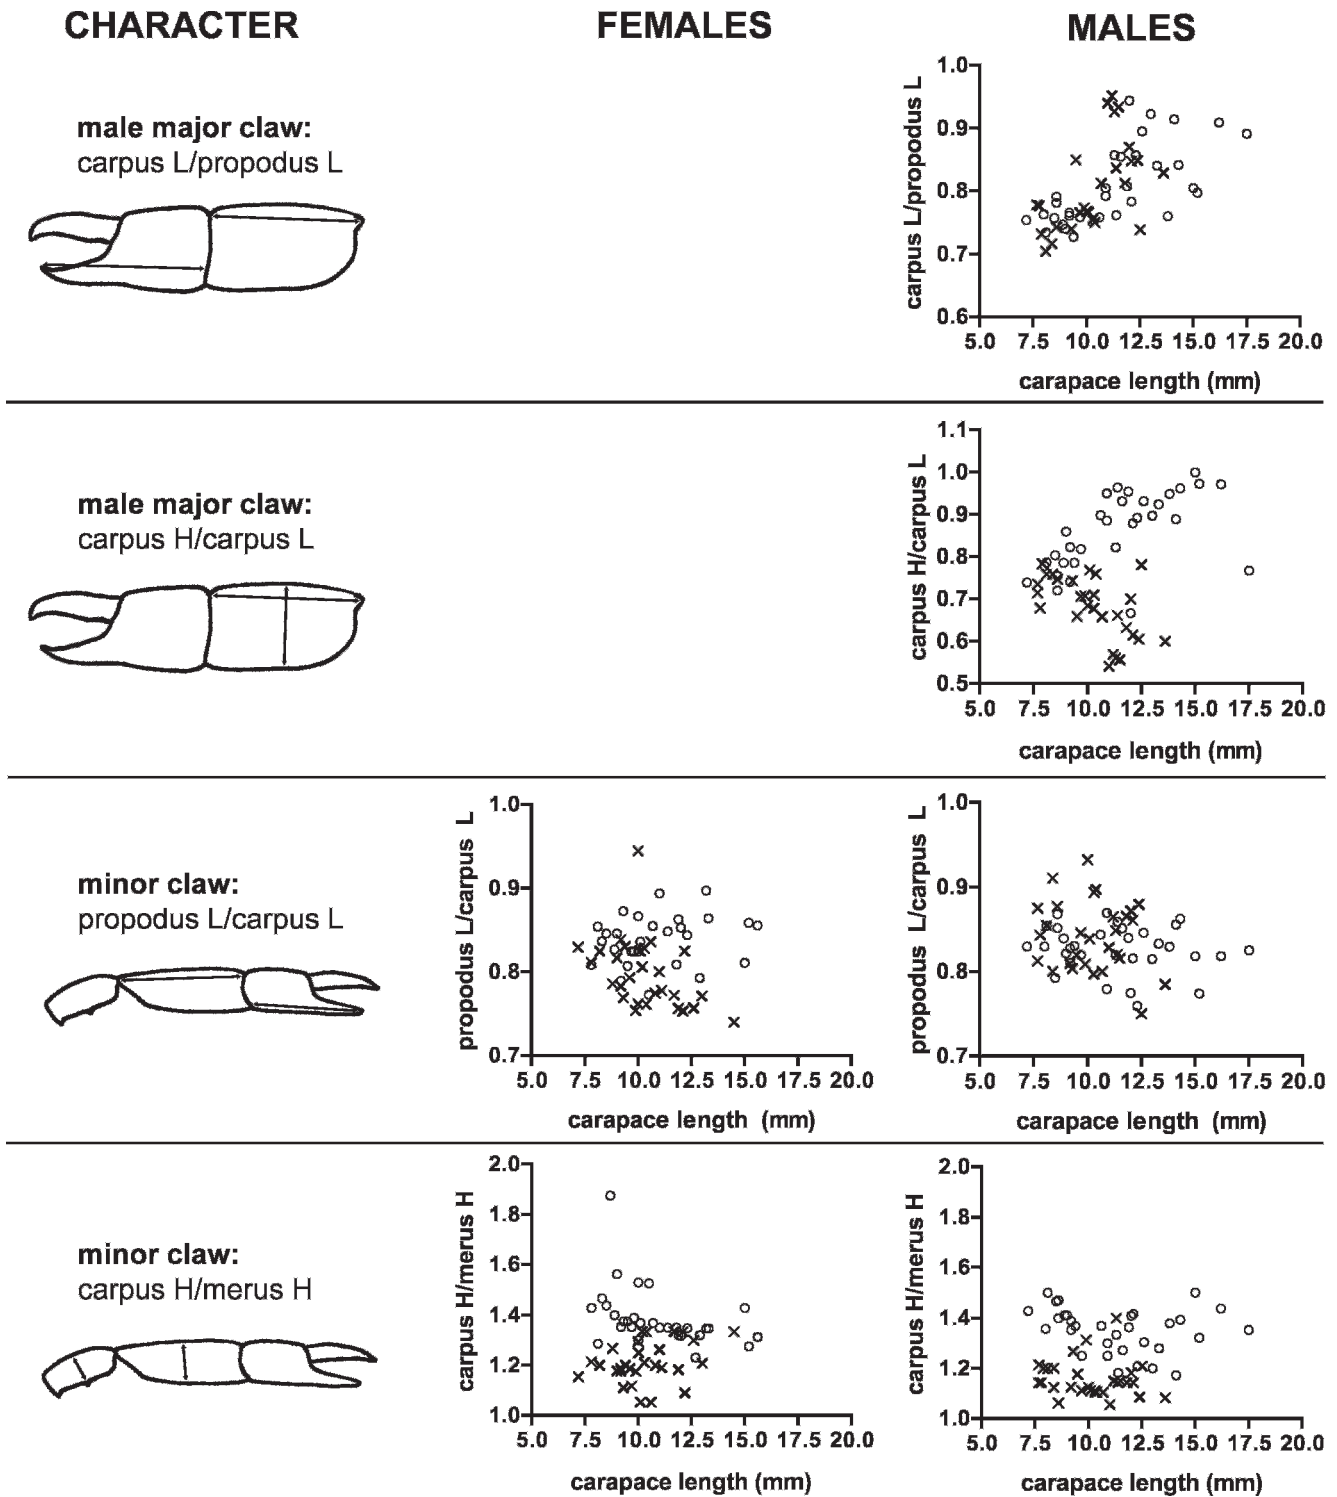 CHARACTER FEMALES MALES
male major claw:
carpus L/propodus L
carpus L/propodus L
1.0
0.9
0.8
0.7
0.6
5.0 7.5 10.0 12.5 15.0 17.5 20.0
carapace length (mm)
male major claw:
carpus H/carpus L
carpus H/carpus L
1.1
1.0
0.9
0.8
0.7
0.6
0.5
5.0 7.5 10.0 12.5 15.0 17.5 20.0
carapace length (mm)
minor claw:
propodus L/carpus L
propodus L/carpus L
1.0
0.9
0.8
0.7
5.0 7.5 10.0 12.5 15.0 17.5 20.0
carapace length (mm)
propodus L/carpus L
1.0
0.9
0.8
0.7
5.0 7.5 10.0 12.5 15.0 17.5 20.0
carapace length (mm)
minor claw:
carpus H/merus H
carpus H/merus H
2.0
1.8
1.6
1.4
1.2
1.0
5.0 7.5 10.0 12.5 15.0 17.5 20.0
carapace length (mm)
carpus H/merus H
2.0
1.8
1.6
1.4
1.2
1.0
5.0 7.5 10.0 12.5 15.0 17.5 20.0
carapace length (mm)